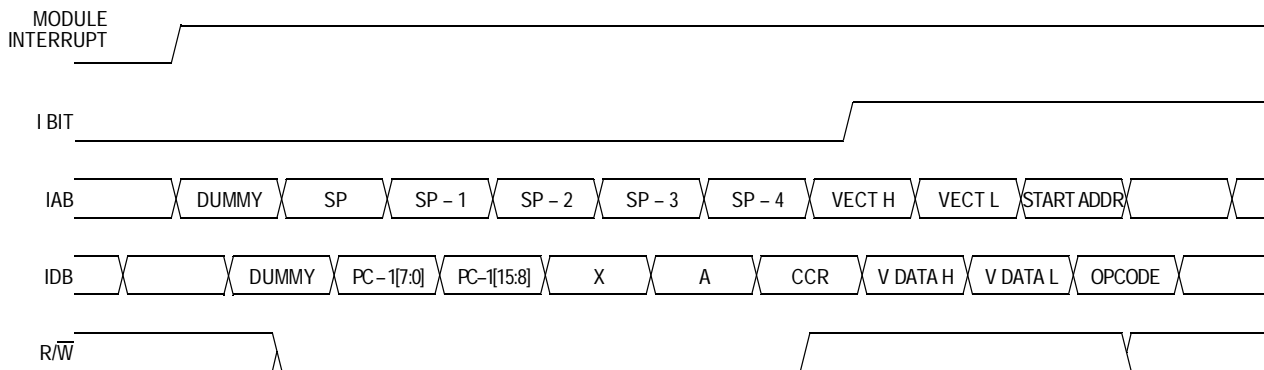 MODULE
INTERRUPT
I BIT
IAB DUMMY SP SP – 1 SP – 2 SP – 3 SP – 4 VECT H VECT L START ADDR
IDB DUMMY PC – 1[7:0] PC–1[15:8] X A CCR V DATA H V DATA L OPCODE
R/W̅